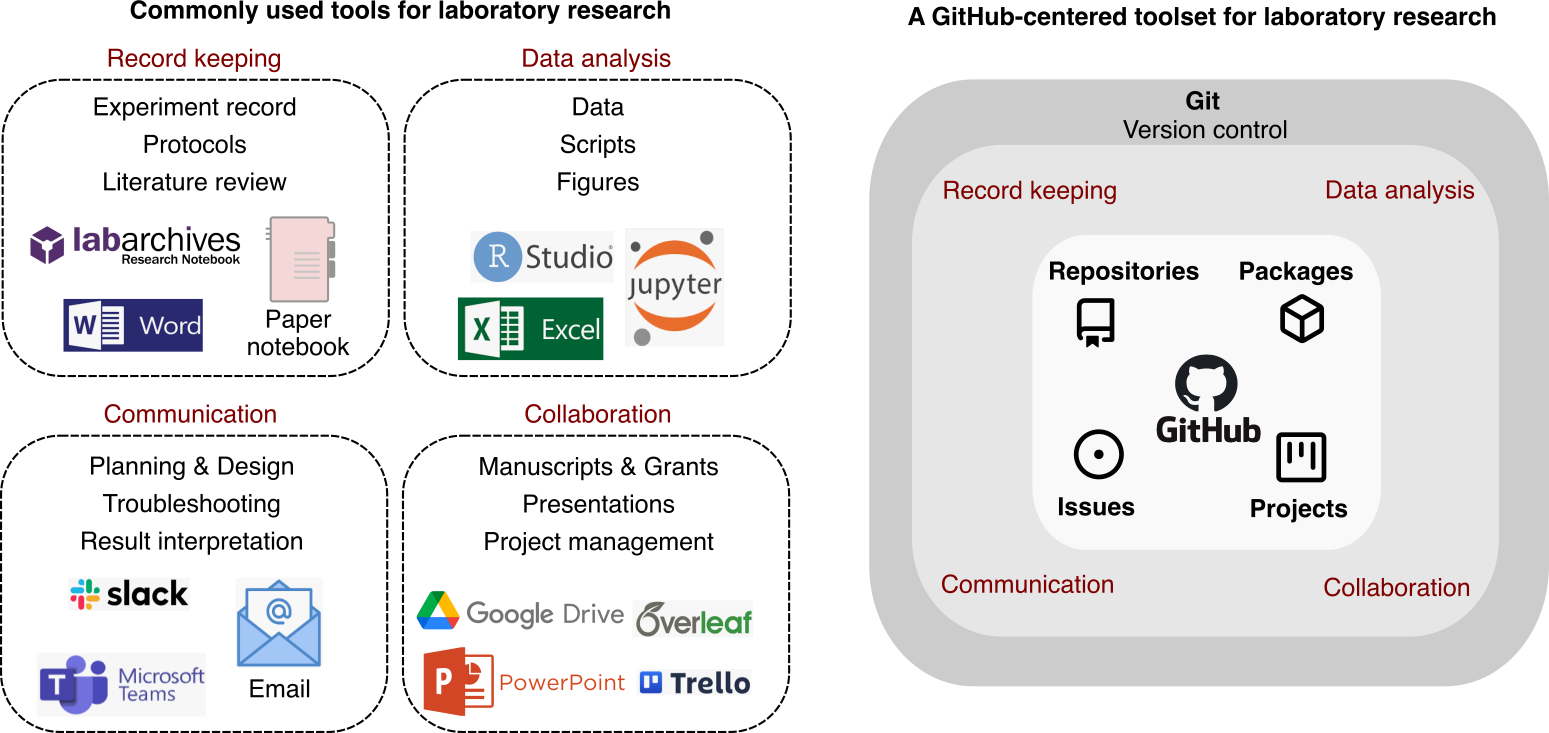 Commonly used tools for laboratory research
Record keeping
Experiment record
Protocols
Literature review
labarchives
Research Notebook
Word
Paper
notebook
Data analysis
Data
Scripts
Figures
R Studio
jupyter
Excel
Communication
Planning & Design
Troubleshooting
Result interpretation
slack
Microsoft
Teams
Email
Collaboration
Manuscripts & Grants
Presentations
Project management
Google Drive
Overleaf
PowerPoint
Trello
A GitHub-centered toolset for laboratory research
Git
Version control
Record keeping
Data analysis
Repositories
Packages
GitHub
Issues
Projects
Communication
Collaboration